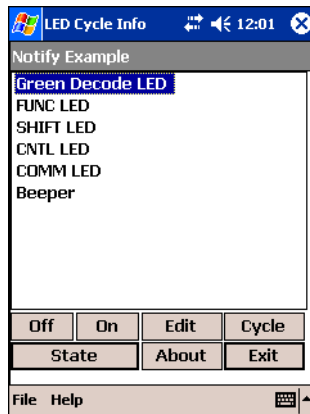 LED Cycle Info 12:01
Notify Example
Green Decode LED
FUNC LED
SHIFT LED
CNTL LED
COMM LED
Beeper
Off On Edit Cycle
State About Exit
File Help